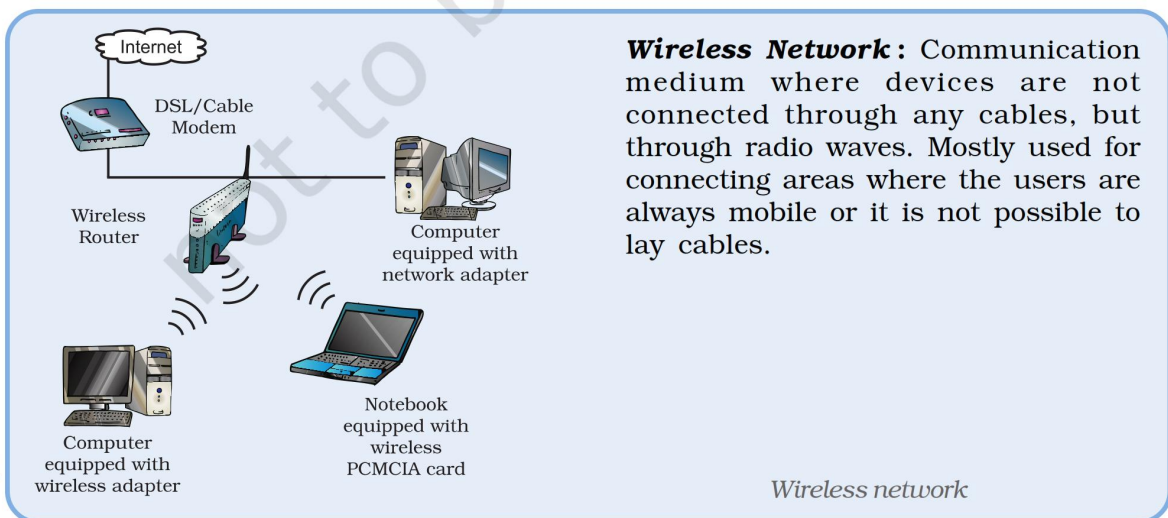 Internet
DSL/Cable
Modem
Wireless
Router
Computer
equipped with
network adapter
Computer
equipped with
wireless adapter
Notebook
equipped with
wireless
PCMCIA card
Wireless Network : Communication
medium where devices are not
connected through any cables, but
through radio waves. Mostly used for
connecting areas where the users are
always mobile or it is not possible to
lay cables.
Wireless network
not to b